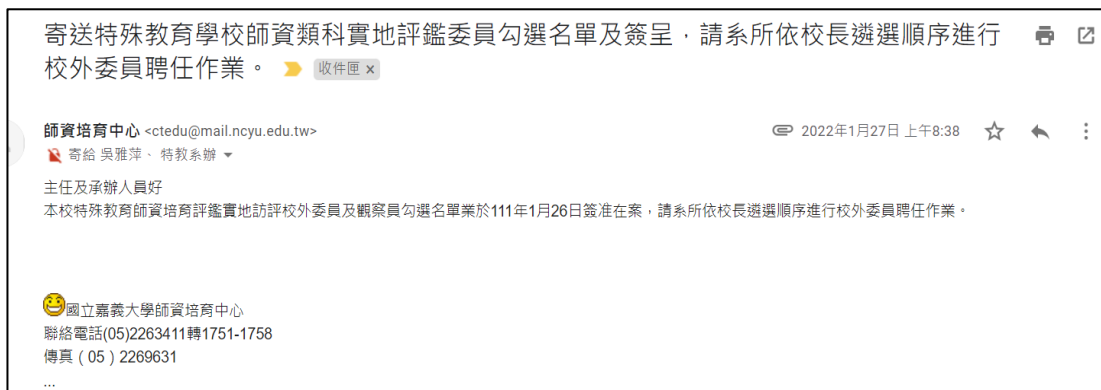 寄送特殊教育學校師資類科實地評鑑委員勾選名單及簽呈，請系所依校長遴選順序進行
校外委員聘任作業。 收件匣 x
師資培育中心 <ctedu@mail.ncyu.edu.tw> 2022年1月27日 上午8:38
寄給 吳雅萍、 特教系辦
主任及承辦人員好
本校特殊教育師資培育評鑑實地訪評校外委員及觀察員勾選名單業於111年1月26日簽准在案，請系所依校長遴選順序進行校外委員聘任作業。
國立嘉義大學師資培育中心
聯絡電話(05)2263411轉1751-1758
傳真（05）2269631
...